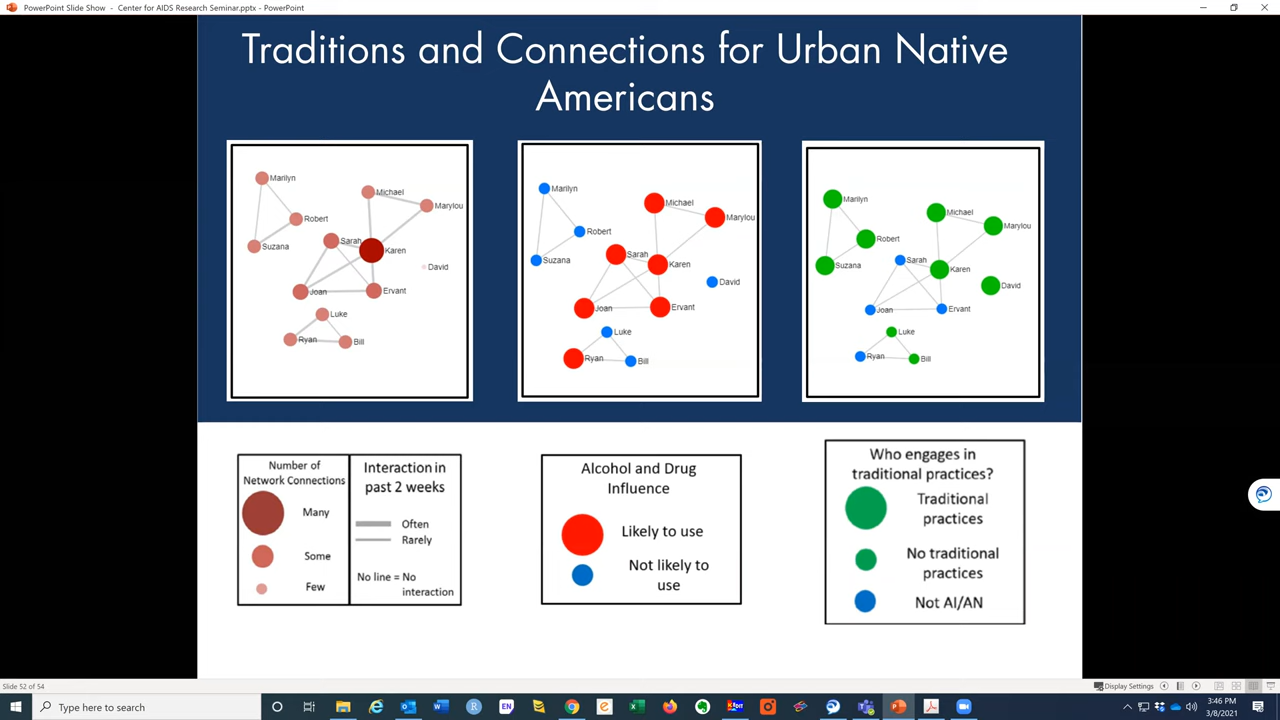 PowerPoint Slide Show - Center for AIDS Research Seminar.pptx - PowerPoint
Traditions and Connections for Urban Native
Americans
Marilyn
Michael
Marylou
Robert
Sarah
Suzana
Karen
David
Joan
Ervant
Luke
Ryan
Bill
Marilyn
Michael
Marylou
Robert
Sarah
Suzana
Karen
David
Joan
Ervant
Luke
Ryan
Bill
Marilyn
Michael
Marylou
Robert
Sarah
Suzana
Karen
David
Joan
Ervant
Luke
Ryan
Bill
Number of
Network Connections
Many
Some
Few
Interaction in
past 2 weeks
Often
Rarely
No line = No
interaction
Alcohol and Drug
Influence
Likely to use
Not likely to
use
Who engages in
traditional practices?
Traditional
practices
No traditional
practices
Not AI/AN
Slide 52 of 54
Display Settings
Type here to search
EN
3:46 PM
3/8/2021